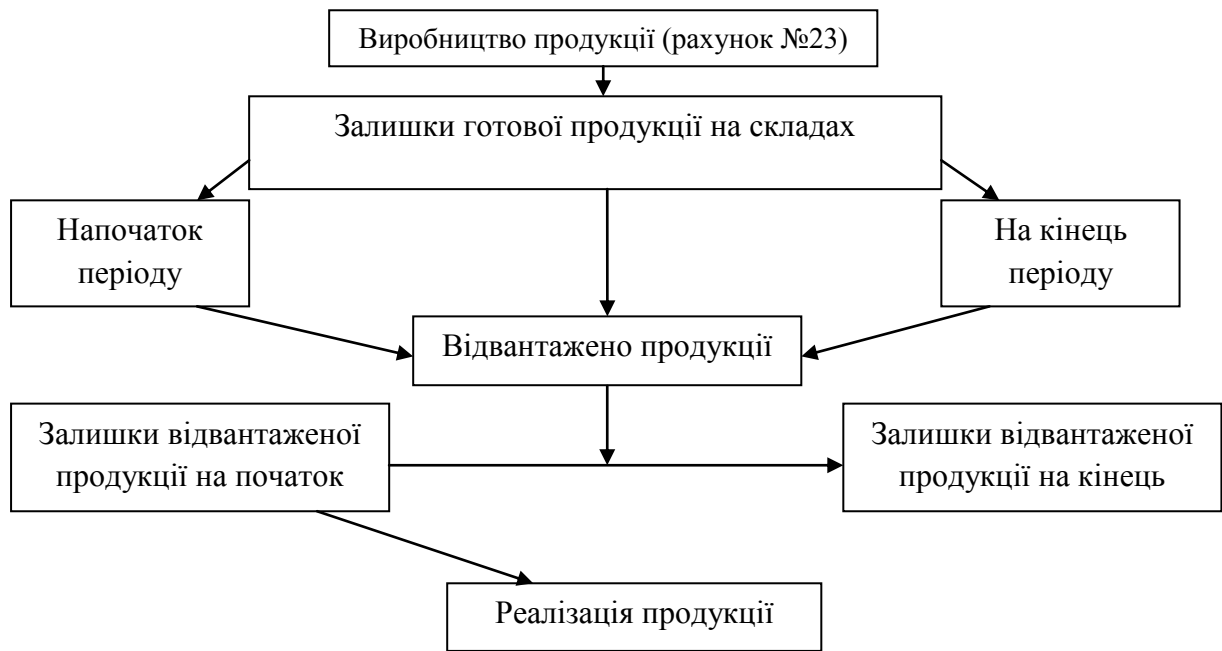 Виробництво продукції (рахунок №23)
Залишки готової продукції на складах
Напочаток
періоду
На кінець
періоду
Відвантажено продукції
Залишки відвантаженої
продукції на початок
Залишки відвантаженої
продукції на кінець
Реалізація продукції